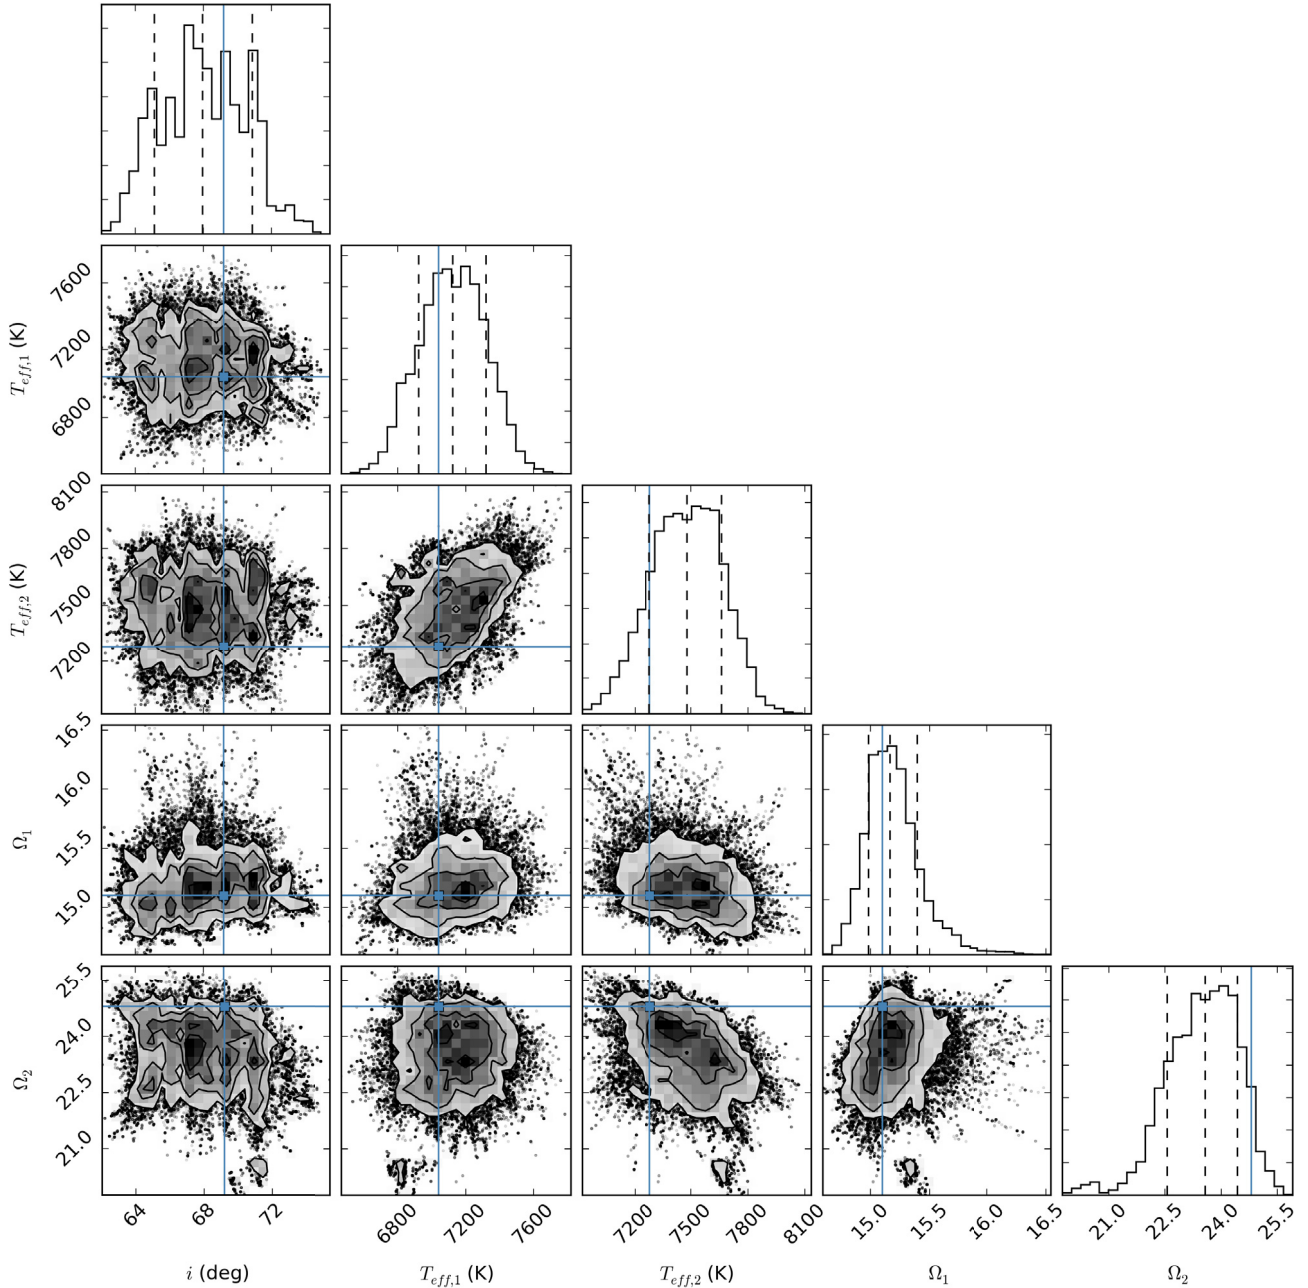 7600
7200
6800
T_{eff,1} (K)
8100
7800
7500
7200
T_{eff,2} (K)
16.5
16.0
15.5
15.0
Ω_1
25.5
24.0
22.5
21.0
Ω_2
64 68 72
6800 7200 7600
7200 7500 7800 8100
15.0 15.5 16.0 16.5
21.0 22.5 24.0 25.5
i (deg) T_{eff,1} (K) T_{eff,2} (K) Ω_1 Ω_2